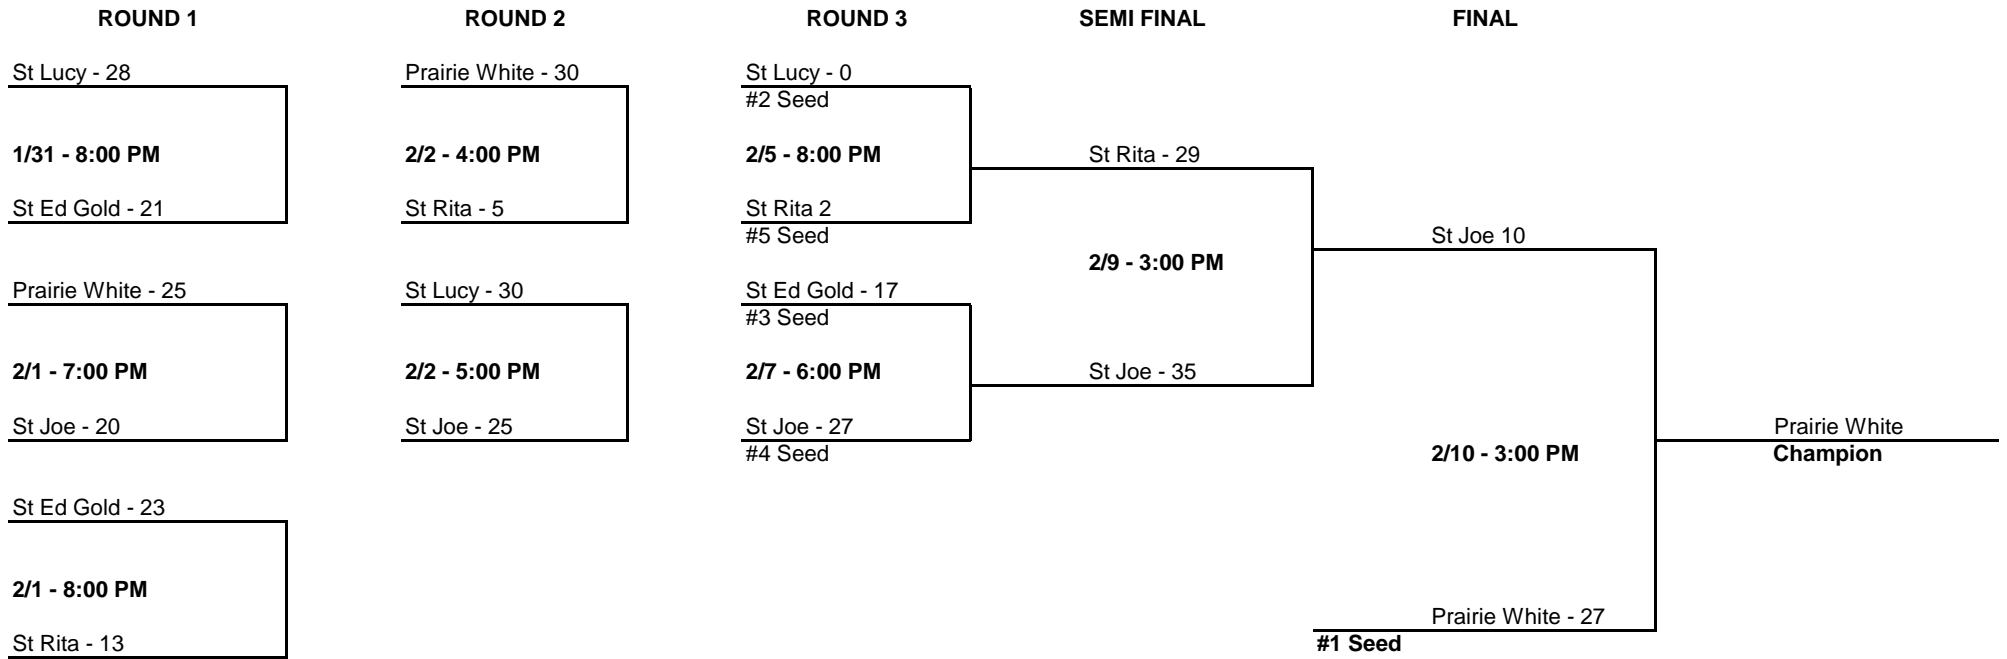 ROUND 1
ROUND 2
ROUND 3
SEMI FINAL
FINAL
St Lucy - 28
1/31 - 8:00 PM
St Ed Gold - 21
Prairie White - 25
2/1 - 7:00 PM
St Joe - 20
St Ed Gold - 23
2/1 - 8:00 PM
St Rita - 13
Prairie White - 30
2/2 - 4:00 PM
St Rita - 5
St Lucy - 30
2/2 - 5:00 PM
St Joe - 25
St Lucy - 0
#2 Seed
2/5 - 8:00 PM
St Rita 2
#5 Seed
St Ed Gold - 17
#3 Seed
2/7 - 6:00 PM
St Joe - 27
#4 Seed
St Rita - 29
2/9 - 3:00 PM
St Joe - 35
St Joe 10
2/10 - 3:00 PM
Prairie White - 27
#1 Seed
Prairie White
Champion